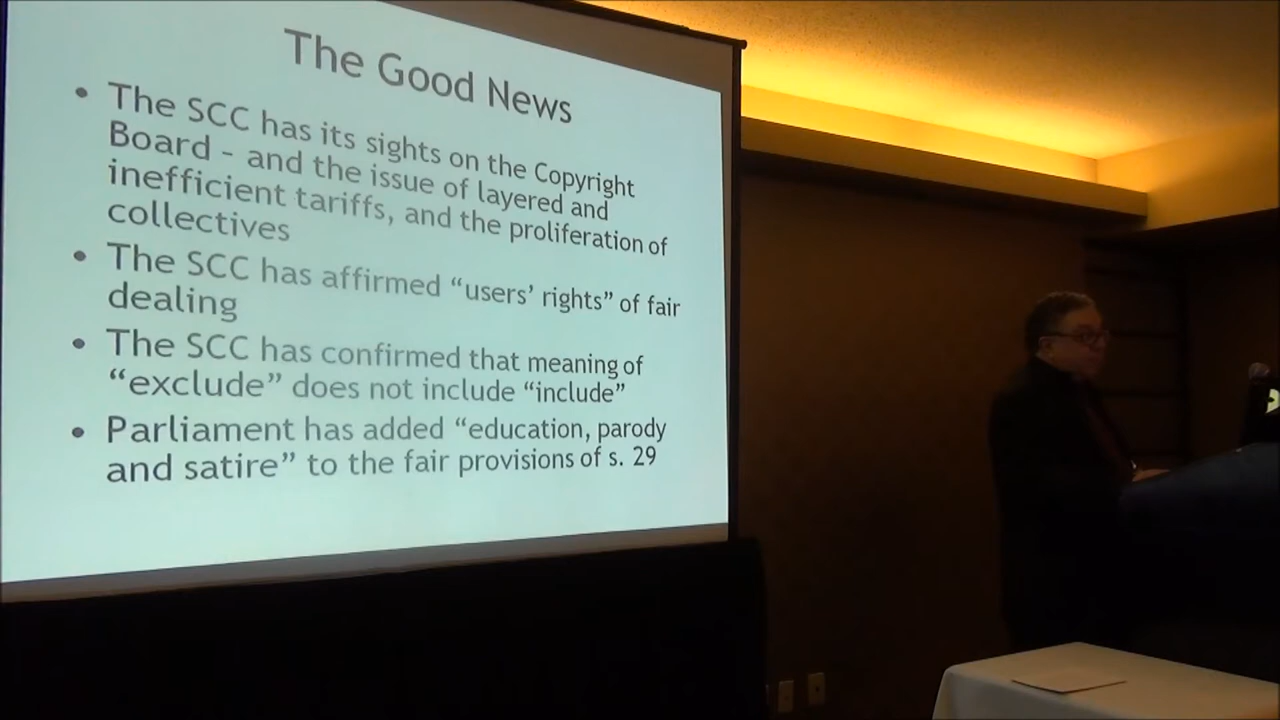 The Good News
• The SCC has its sights on the Copyright
Board – and the issue of layered and
inefficient tariffs, and the proliferation of
collectives
• The SCC has affirmed “users’ rights” of fair
dealing
• The SCC has confirmed that meaning of
“exclude” does not include “include”
• Parliament has added “education, parody
and satire” to the fair provisions of s. 29